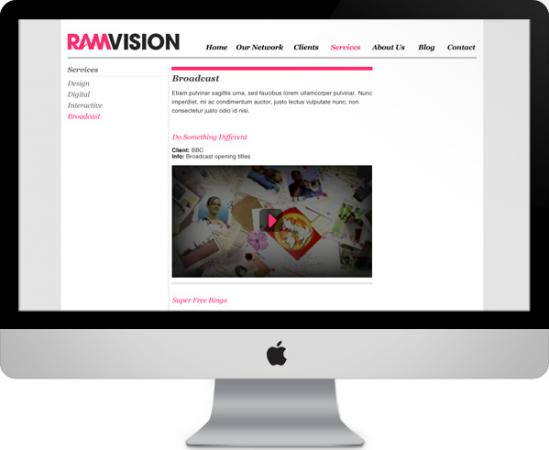 RAMVISION
Home Our Network Clients Services About Us Blog Contact
Services
Design
Digital
Interactive
Broadcast
Broadcast
Etiam pulvinar sagittis urna, sed faucibus lorem ullamcorper pulvinar. Nunc
imperdiet, mi ac condimentum auctor, justo lectus vulputate nunc, non
consectetur justo odio id nisi.
Do Something Different
Client: BBC
Info: Broadcast opening titles
Super Free Bingo